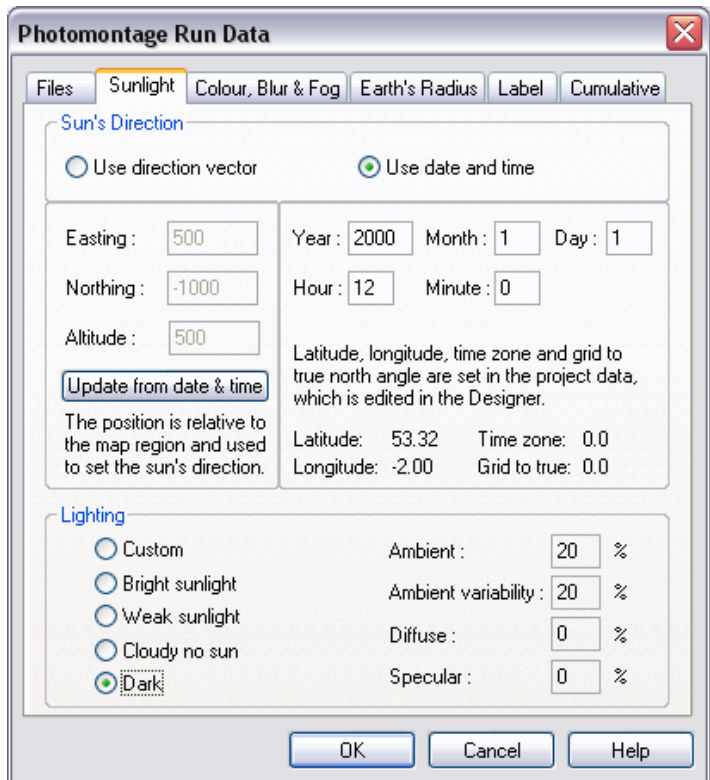 Photomontage Run Data
Files Sunlight Colour, Blur & Fog Earth's Radius Label Cumulative
Sun's Direction
Use direction vector Use date and time
Easting : 500
Northing : -1000
Altitude : 500
Update from date & time
The position is relative to
the map region and used
to set the sun's direction.
Year : 2000 Month : 1 Day : 1
Hour : 12 Minute : 0
Latitude, longitude, time zone and grid to
true north angle are set in the project data,
which is edited in the Designer.
Latitude: 53.32 Time zone: 0.0
Longitude: -2.00 Grid to true: 0.0
Lighting
Custom
Bright sunlight
Weak sunlight
Cloudy no sun
Dark
Ambient : 20 %
Ambient variability : 20 %
Diffuse : 0 %
Specular : 0 %
OK Cancel Help